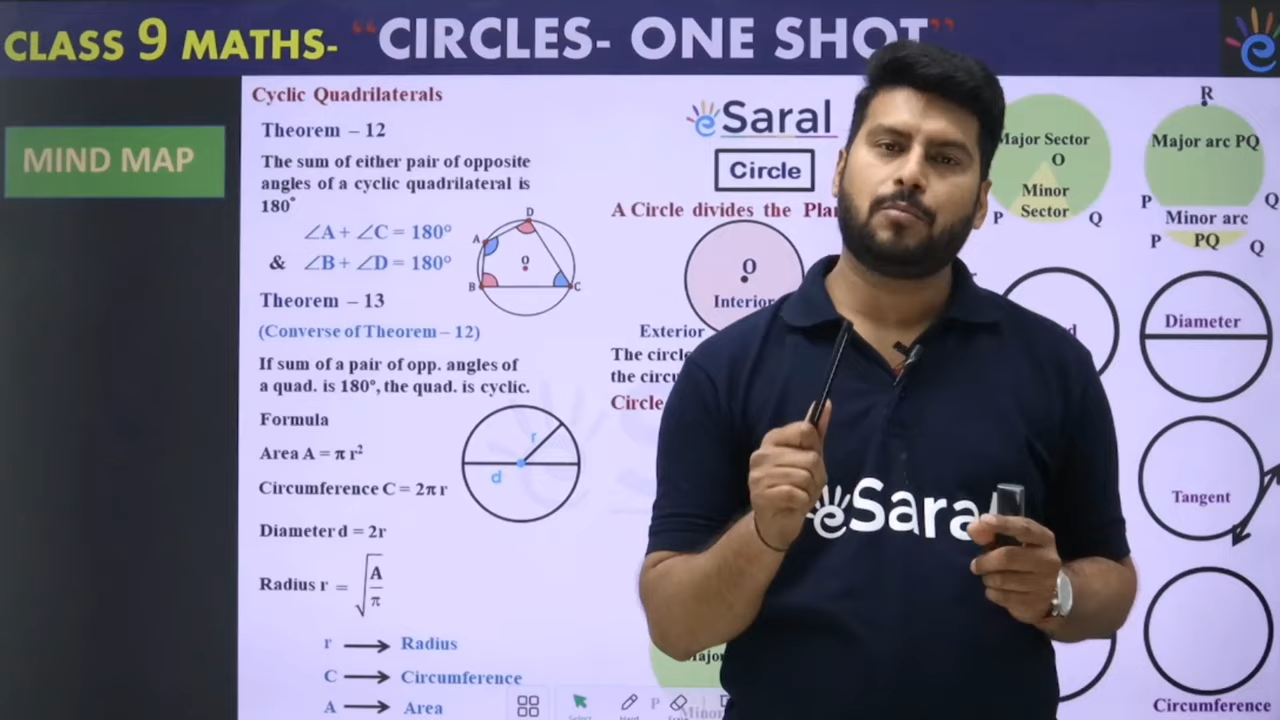 CLASS 9 MATHS- "CIRCLES- ONE SHOT"
MIND MAP
Cyclic Quadrilaterals
Theorem – 12
The sum of either pair of opposite
angles of a cyclic quadrilateral is
180°
∠A + ∠C = 180°
& ∠B + ∠D = 180°
A
D
O
B
C
Theorem – 13
(Converse of Theorem – 12)
If sum of a pair of opp. angles of
a quad. is 180°, the quad. is cyclic.
Formula
Area A = π r²
Circumference C = 2π r
r
d
Diameter d = 2r
Radius r = √(A/π)
r → Radius
C → Circumference
A → Area
eSaral
Circle
A Circle divides the
O
Interior
Exterior
The circle
the
Circle
Major Sector
O
Minor
Sector
P
Q
R
Major arc PQ
P
Q
Minor arc
P
PQ
Q
Diameter
Tangent
Circumference
eSara
P
Select
Minor